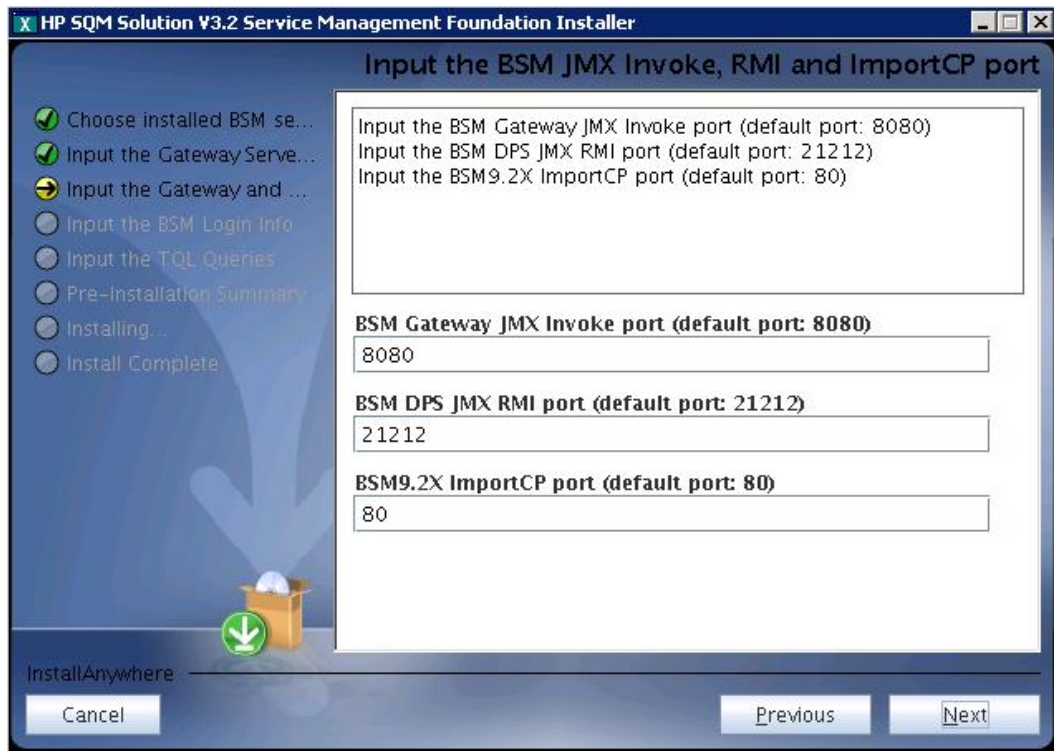 HP SQM Solution V3.2 Service Management Foundation Installer
Input the BSM JMX Invoke, RMI and ImportCP port
Choose installed BSM se...
Input the Gateway Serve...
Input the Gateway and ...
Input the BSM Login Info
Input the TQL Queries
Pre-Installation Summary
Installing...
Install Complete
Input the BSM Gateway JMX Invoke port (default port: 8080)
Input the BSM DPS JMX RMI port (default port: 21212)
Input the BSM9.2X ImportCP port (default port: 80)
BSM Gateway JMX Invoke port (default port: 8080)
8080
BSM DPS JMX RMI port (default port: 21212)
21212
BSM9.2X ImportCP port (default port: 80)
80
InstallAnywhere
Cancel
Previous
Next